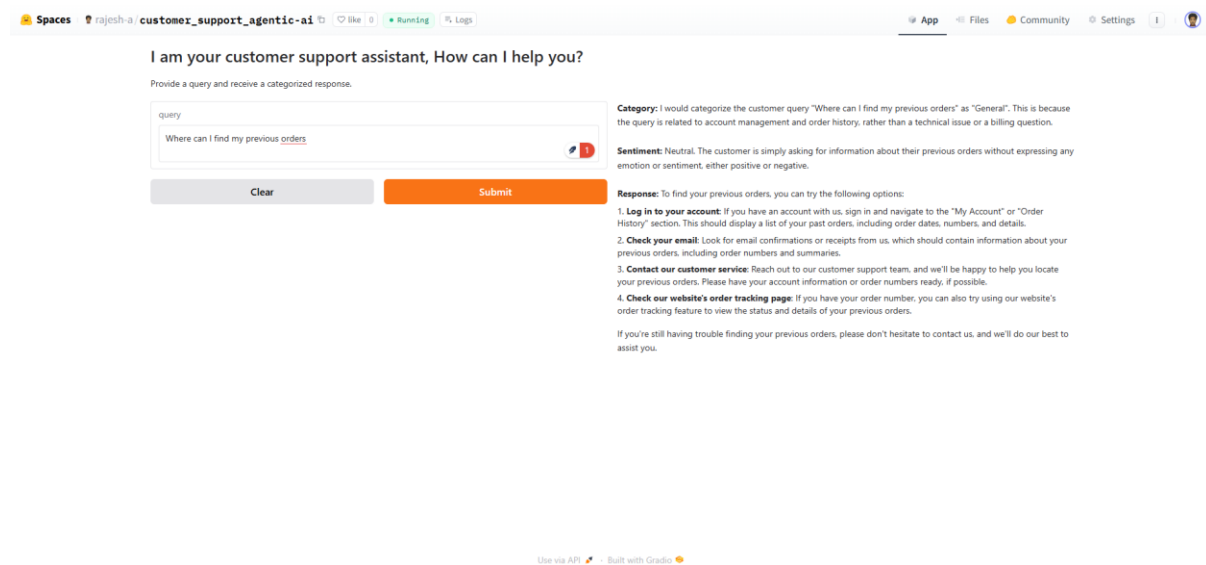 Spaces rajesh-a/customer_support_agentic-ai like 0 Running Logs App Files Community Settings
I am your customer support assistant, How can I help you?
Provide a query and receive a categorized response.
query
Where can I find my previous orders
1
Clear Submit
Category: I would categorize the customer query "Where can I find my previous orders" as "General". This is because
the query is related to account management and order history, rather than a technical issue or a billing question.
Sentiment: Neutral. The customer is simply asking for information about their previous orders without expressing any
emotion or sentiment, either positive or negative.
Response: To find your previous orders, you can try the following options:
1. Log in to your account: If you have an account with us, sign in and navigate to the "My Account" or "Order
History" section. This should display a list of your past orders, including order dates, numbers, and details.
2. Check your email: Look for email confirmations or receipts from us, which should contain information about your
previous orders, including order numbers and summaries.
3. Contact our customer service: Reach out to our customer support team, and we'll be happy to help you locate
your previous orders. Please have your account information or order numbers ready, if possible.
4. Check our website's order tracking page: If you have your order number, you can also try using our website's
order tracking feature to view the status and details of your previous orders.
If you're still having trouble finding your previous orders, please don't hesitate to contact us, and we'll do our best to
assist you.
Use via API · Built with Gradio